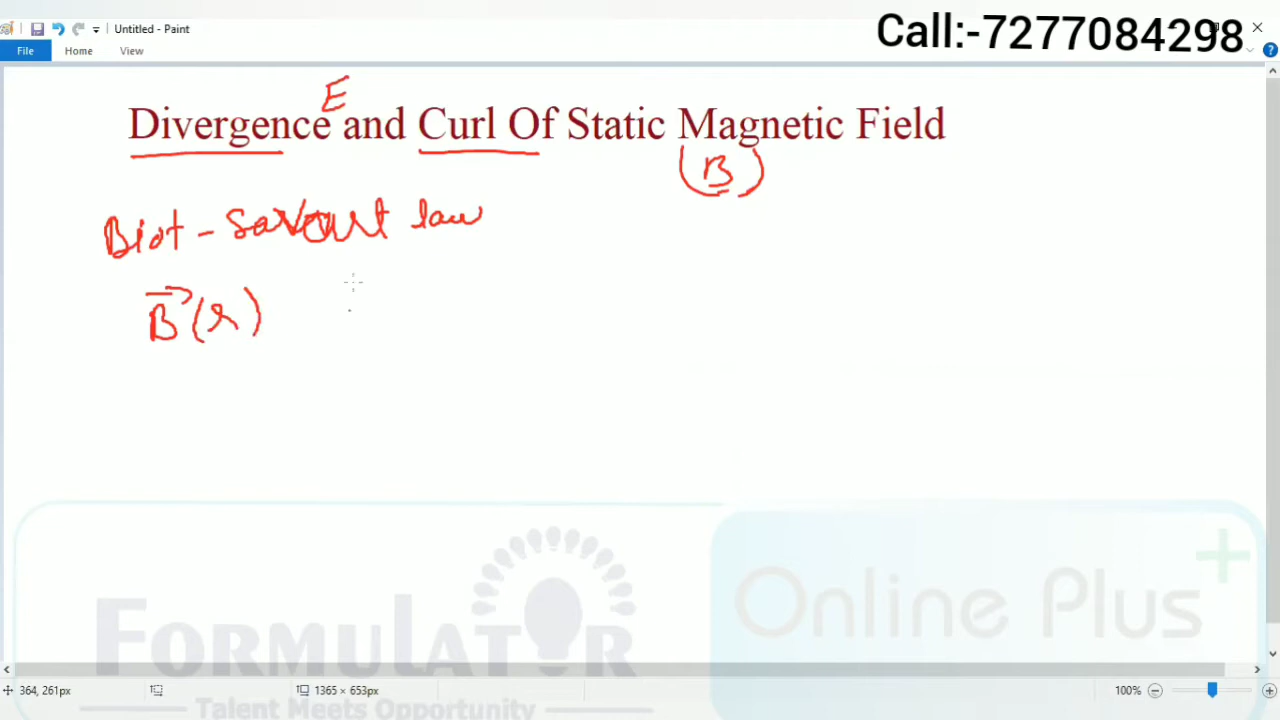 Call:-7277084298
Untitled - Paint
File Home View
E
Divergence and Curl Of Static Magnetic Field
(B)
Biot - Savourt law
B(r)
Online Plus
FORMULATOR
Talent Meets Opportunity
364, 261px 1365 × 653px 100%